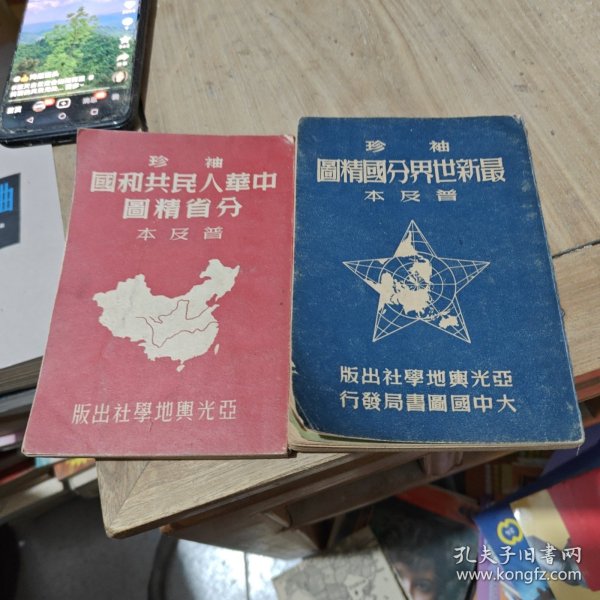 袖珍
中華人民共和國
分省精圖
普及本
亞光輿地學社出版
袖珍
最新世界分國精圖
普及本
亞光輿地學社出版
大中國圖書局發行
孔夫子旧书网
www.kongfz.com